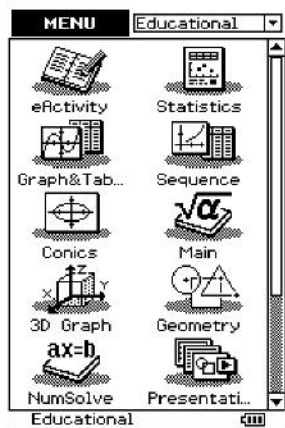 MENU Educational
eActivity Statistics
Graph&Tab... Sequence
√α
Conics Main
Z
X Y
3D Graph Geometry
ax=b
NumSolve Presentati...
Educational